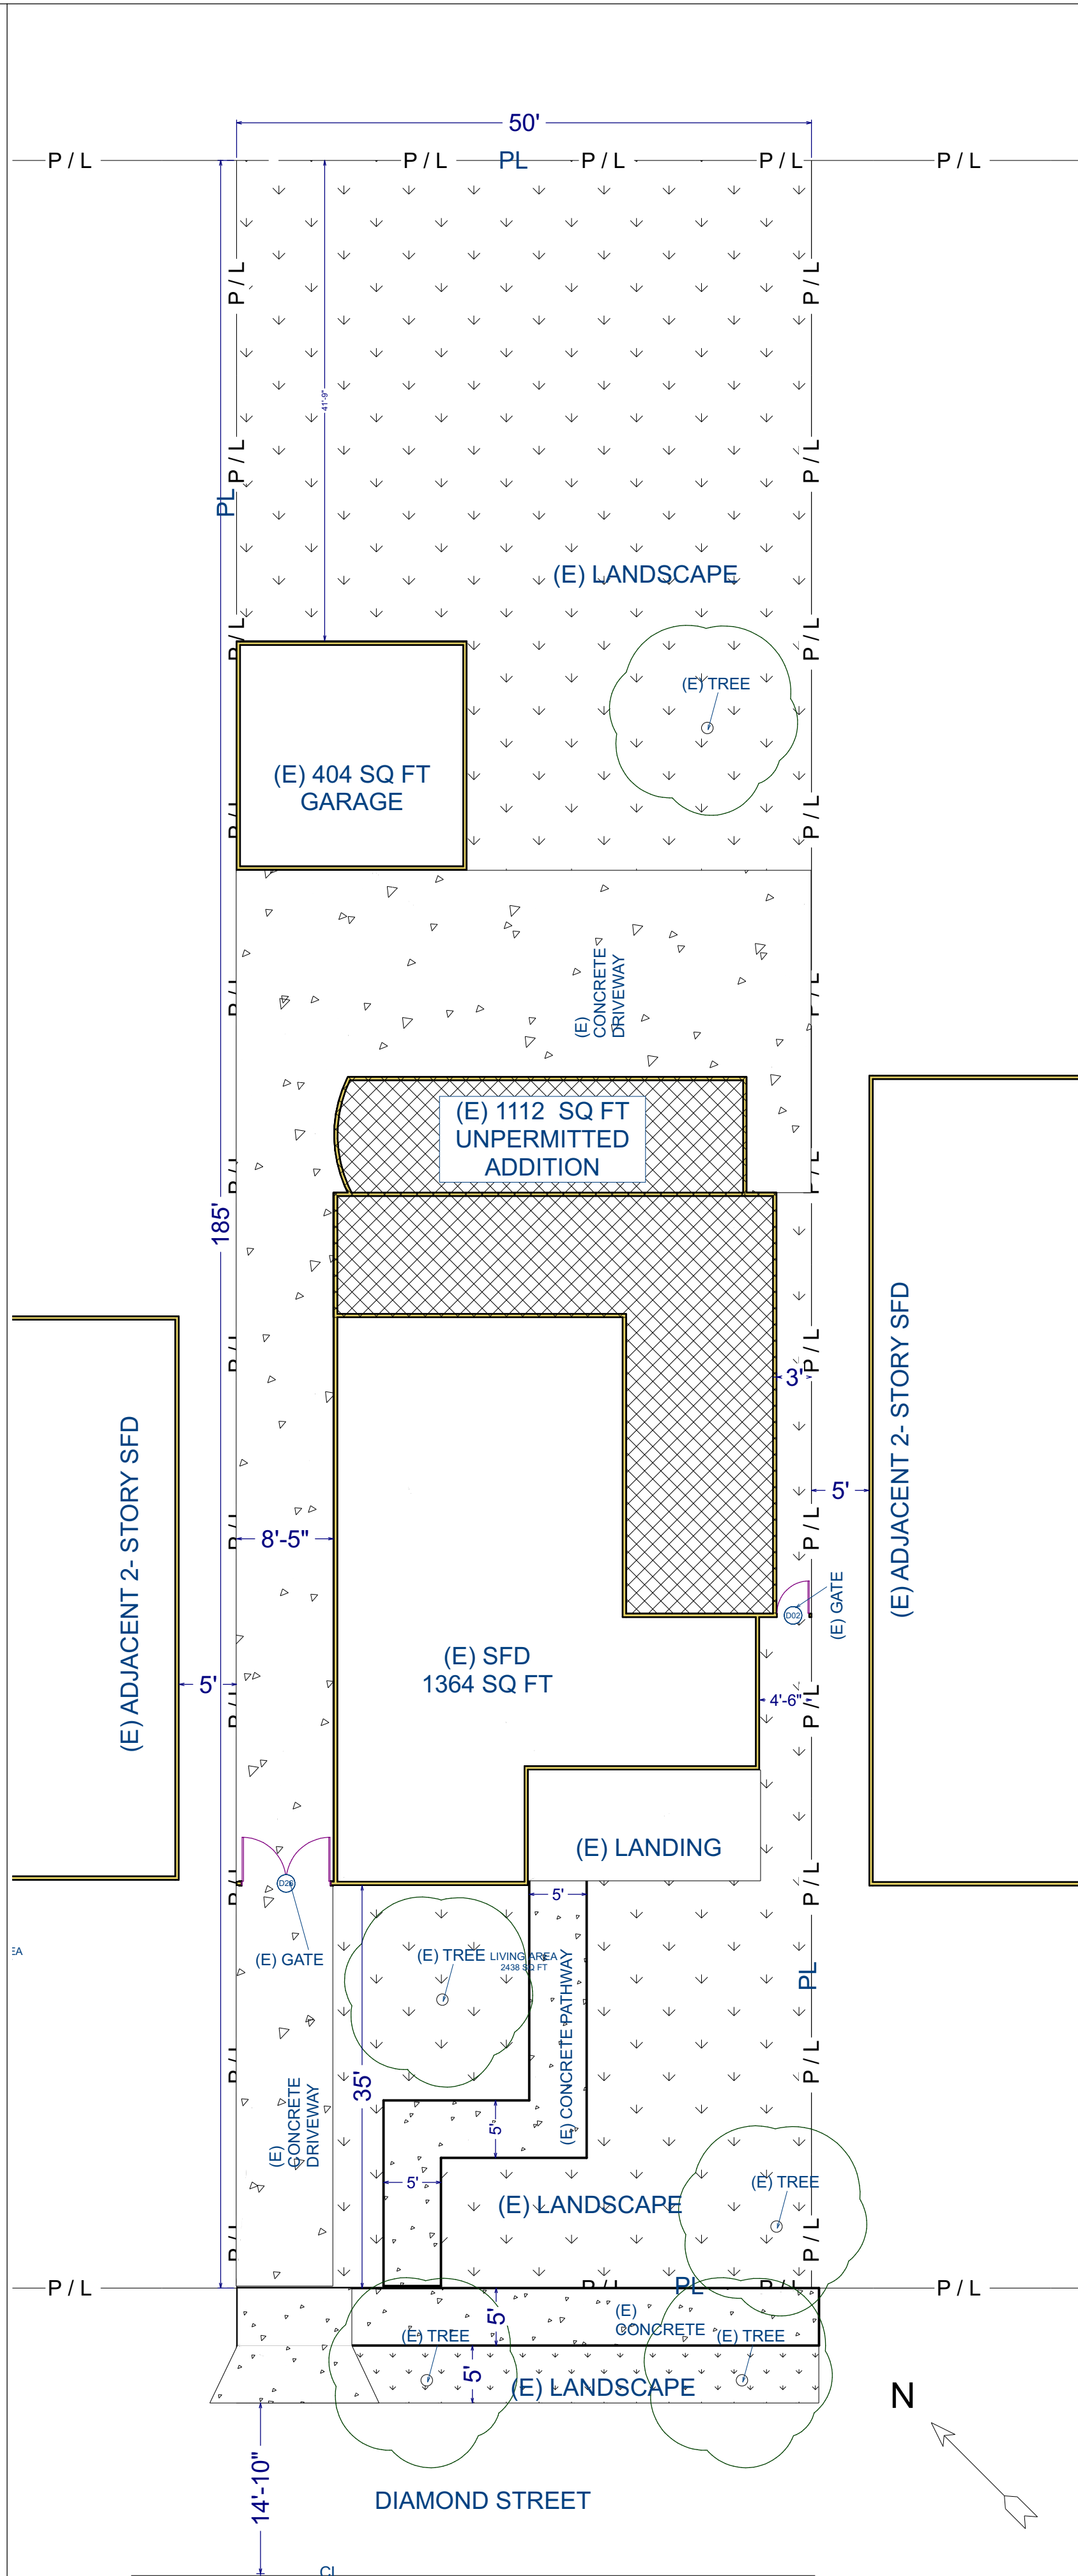 50'
P / L
P / L
PL
P / L
P / L
P / L
P / L
P / L
41'-9"
P / L
P / L
PL
(E) LANDSCAPE
P / L
P / L
(E) TREE
(E) 404 SQ FT
GARAGE
P / L
P / L
(E)
CONCRETE
DRIVEWAY
P / L
P / L
(E) 1112 SQ FT
UNPERMITTED
ADDITION
P / L
P / L
185'
P / L
P / L
3'
(E) ADJACENT 2- STORY SFD
(E) ADJACENT 2- STORY SFD
5'
8'-5"
P / L
P / L
(E) GATE
D02
(E) SFD
1364 SQ FT
5'
4'-6"
P / L
P / L
(E) LANDING
D28
P / L
P / L
5'
EA
(E) GATE
(E) TREE
LIVING AREA
2438 SQ FT
(E) CONCRETE PATHWAY
PL
35'
P / L
P / L
(E)
CONCRETE
DRIVEWAY
5'
5'
(E) TREE
(E) LANDSCAPE
P / L
P / L
P / L
P / L
PL
P / L
P / L
5'
(E)
CONCRETE
(E) TREE
(E) TREE
5'
(E) LANDSCAPE
N
14'-10"
DIAMOND STREET
CL